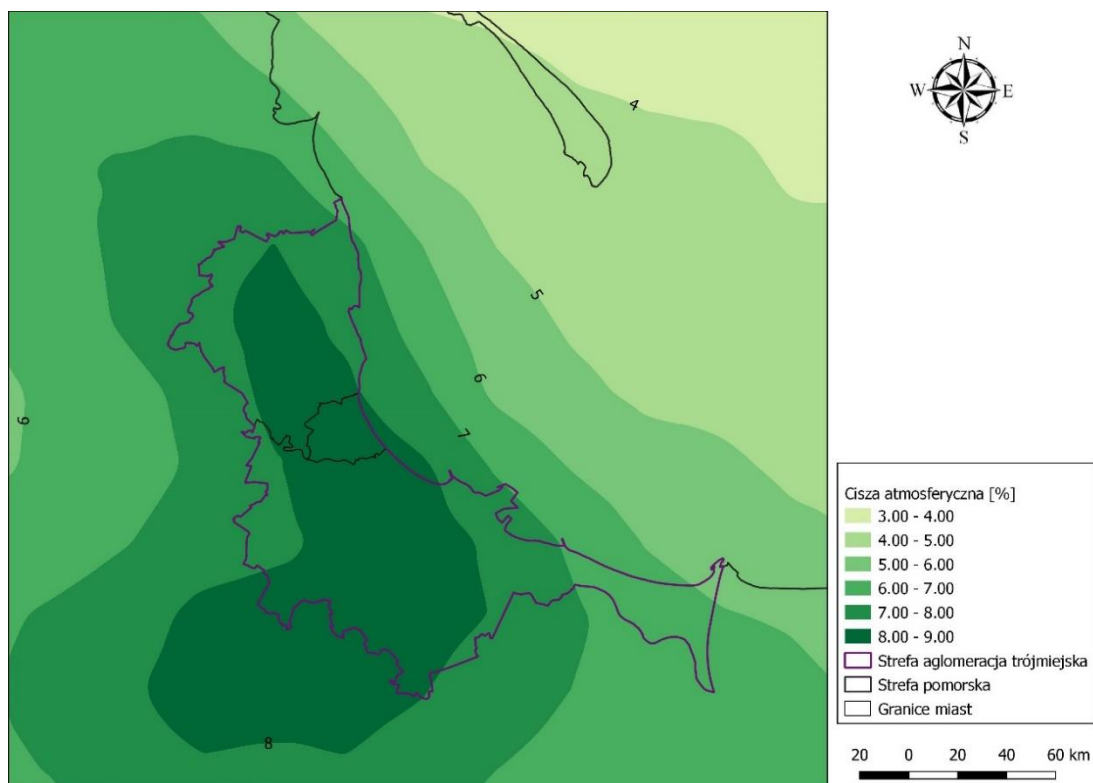 N
W E
S
4
5
6
7
6
8
Cisza atmosferyczna [%]
3.00 - 4.00
4.00 - 5.00
5.00 - 6.00
6.00 - 7.00
7.00 - 8.00
8.00 - 9.00
Strefa aglomeracja trójmiejska
Strefa pomorska
Granice miast
20 0 20 40 60 km